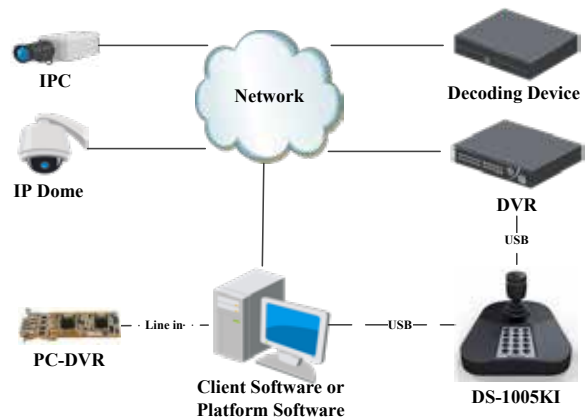 IPC
Network
Decoding Device
IP Dome
DVR
USB
PC-DVR
Line in
Client Software or
Platform Software
USB
DS-1005KI